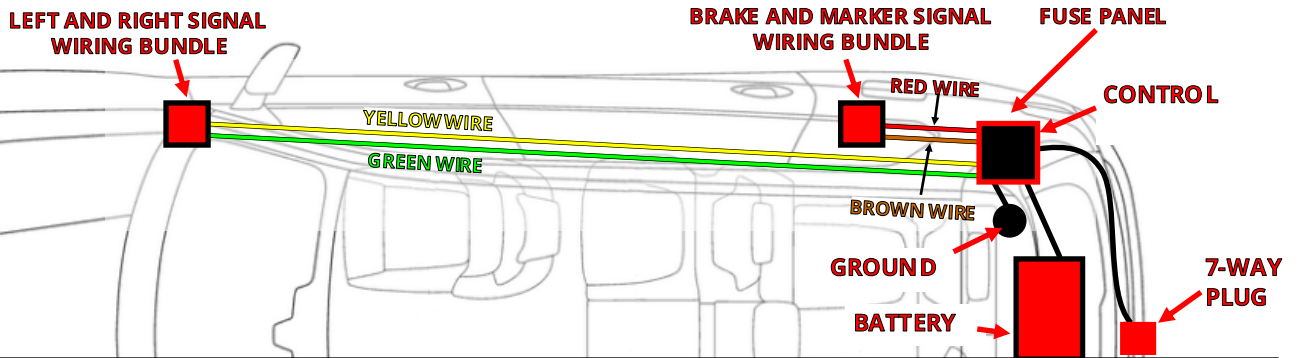 LEFT AND RIGHT SIGNAL
WIRING BUNDLE
BRAKE AND MARKER SIGNAL
WIRING BUNDLE
FUSE PANEL
RED WIRE
CONTROL
YELLOW WIRE
GREEN WIRE
BROWN WIRE
GROUND
7-WAY
PLUG
BATTERY